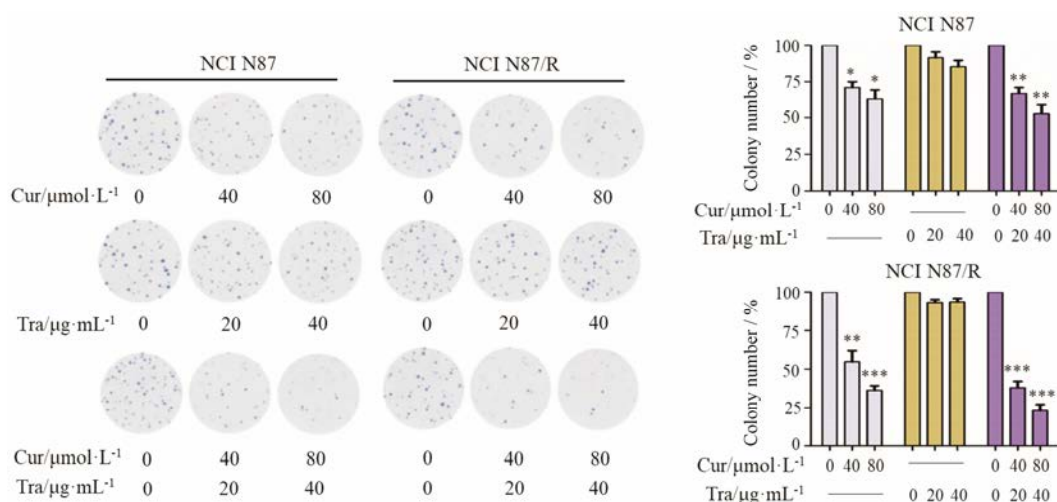 NCI N87 NCI N87/R
Cur/μmol·L-1 0 40 80 0 40 80
Tra/μg·mL-1 0 20 40 0 20 40
Cur/μmol·L-1 0 40 80 0 40 80
Tra/μg·mL-1 0 20 40 0 20 40
NCI N87
Colony number / %
100
75
50
25
0
* * ** **
Cur/μmol·L-1 0 40 80 0 40 80
Tra/μg·mL-1 0 20 40 0 20 40
NCI N87/R
Colony number / %
100
75
50
25
0
** *** *** ***
Cur/μmol·L-1 0 40 80 0 40 80
Tra/μg·mL-1 0 20 40 0 20 40